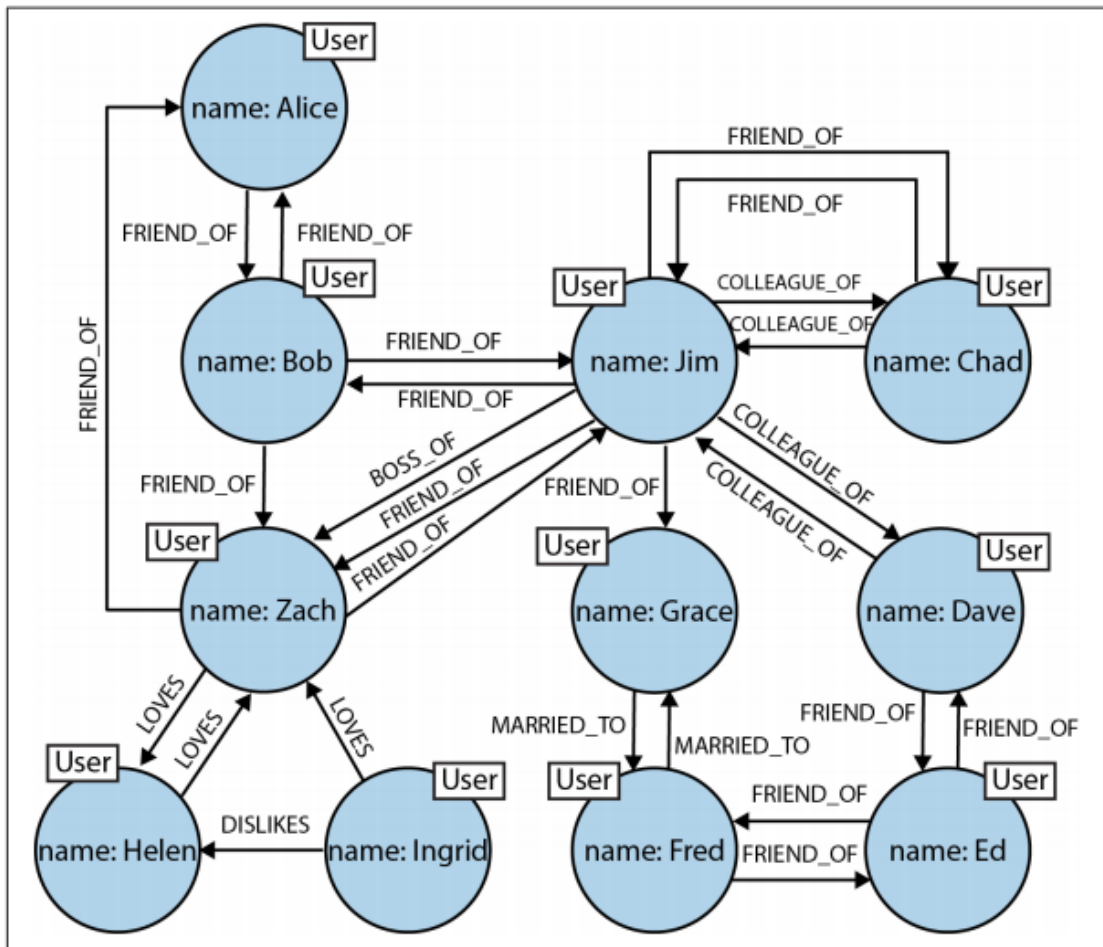 User
name: Alice
FRIEND_OF
FRIEND_OF
FRIEND_OF
User
name: Bob
FRIEND_OF
FRIEND_OF
FRIEND_OF
FRIEND_OF
FRIEND_OF
User
name: Jim
COLLEAGUE_OF
COLLEAGUE_OF
User
name: Chad
BOSS_OF
FRIEND_OF
FRIEND_OF
FRIEND_OF
COLLEAGUE_OF
COLLEAGUE_OF
User
name: Zach
User
name: Grace
User
name: Dave
LOVES
LOVES
LOVES
MARRIED_TO
MARRIED_TO
FRIEND_OF
FRIEND_OF
User
name: Helen
DISLIKES
User
name: Ingrid
User
name: Fred
FRIEND_OF
FRIEND_OF
User
name: Ed